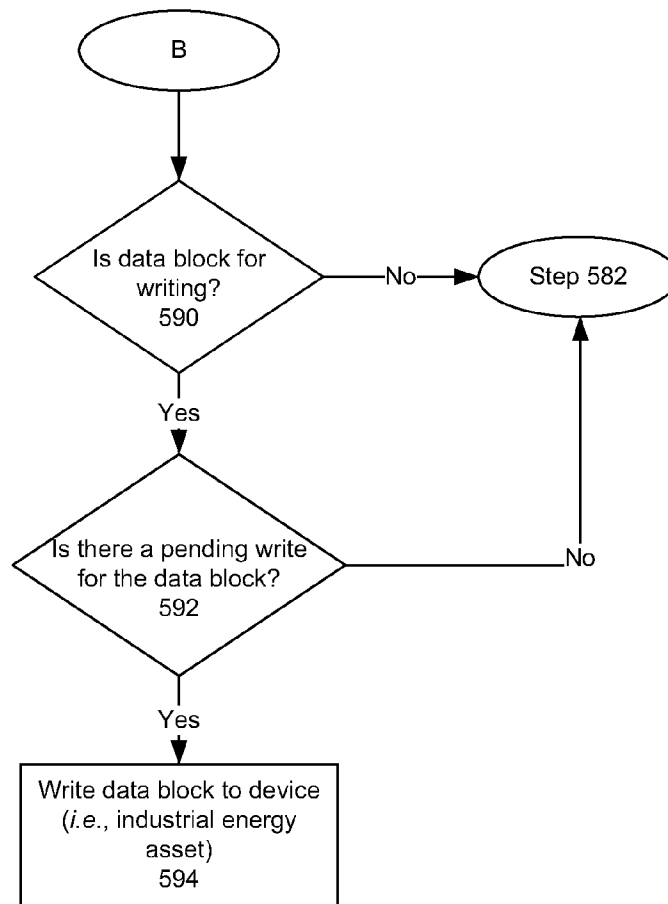 B
Is data block for
writing?
590
No
Step 582
Yes
Is there a pending write
for the data block?
592
No
Yes
Write data block to device
(i.e., industrial energy
asset)
594